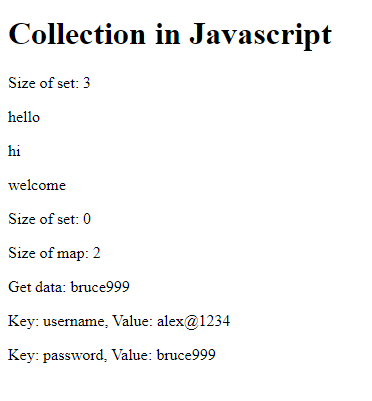 Collection in Javascript
Size of set: 3
hello
hi
welcome
Size of set: 0
Size of map: 2
Get data: bruce999
Key: username, Value: alex@1234
Key: password, Value: bruce999